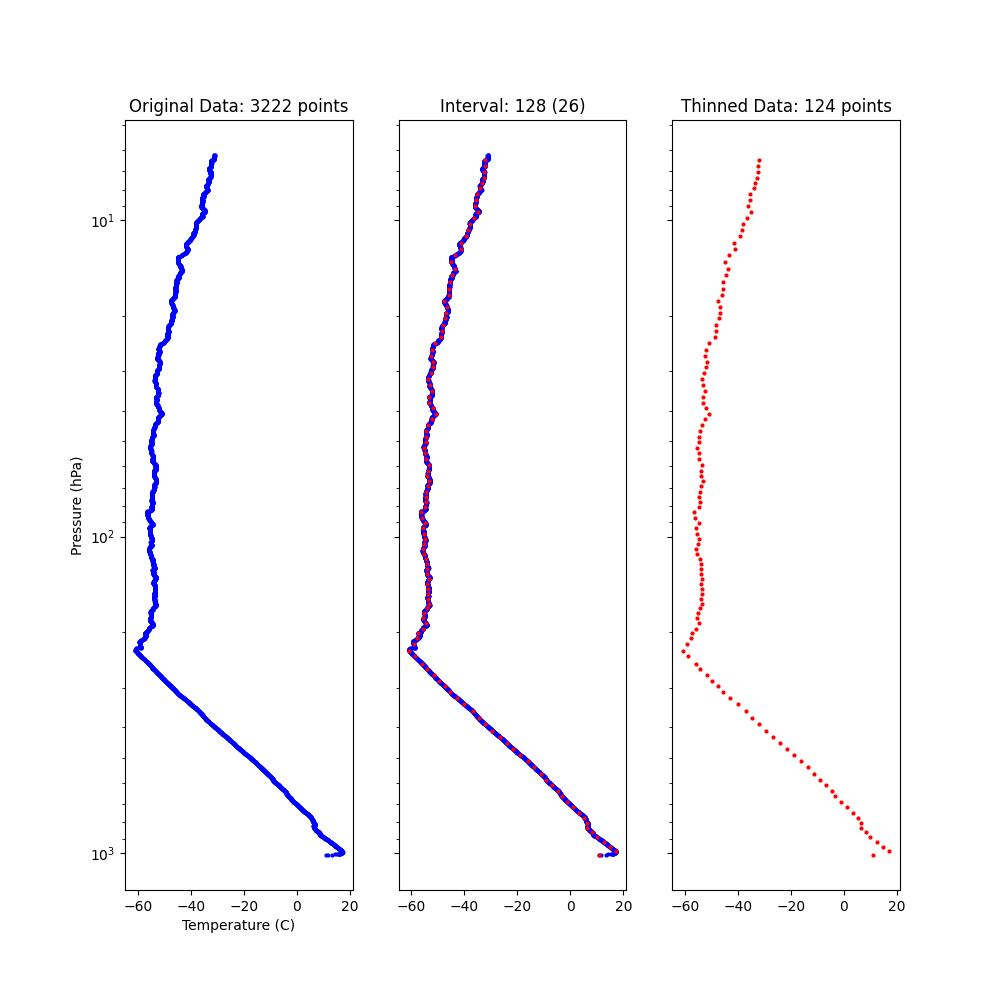 Original Data: 3222 points
Interval: 128 (26)
Thinned Data: 124 points
Pressure (hPa)
10¹
10²
10³
−60 −40 −20 0 20
−60 −40 −20 0 20
−60 −40 −20 0 20
Temperature (C)